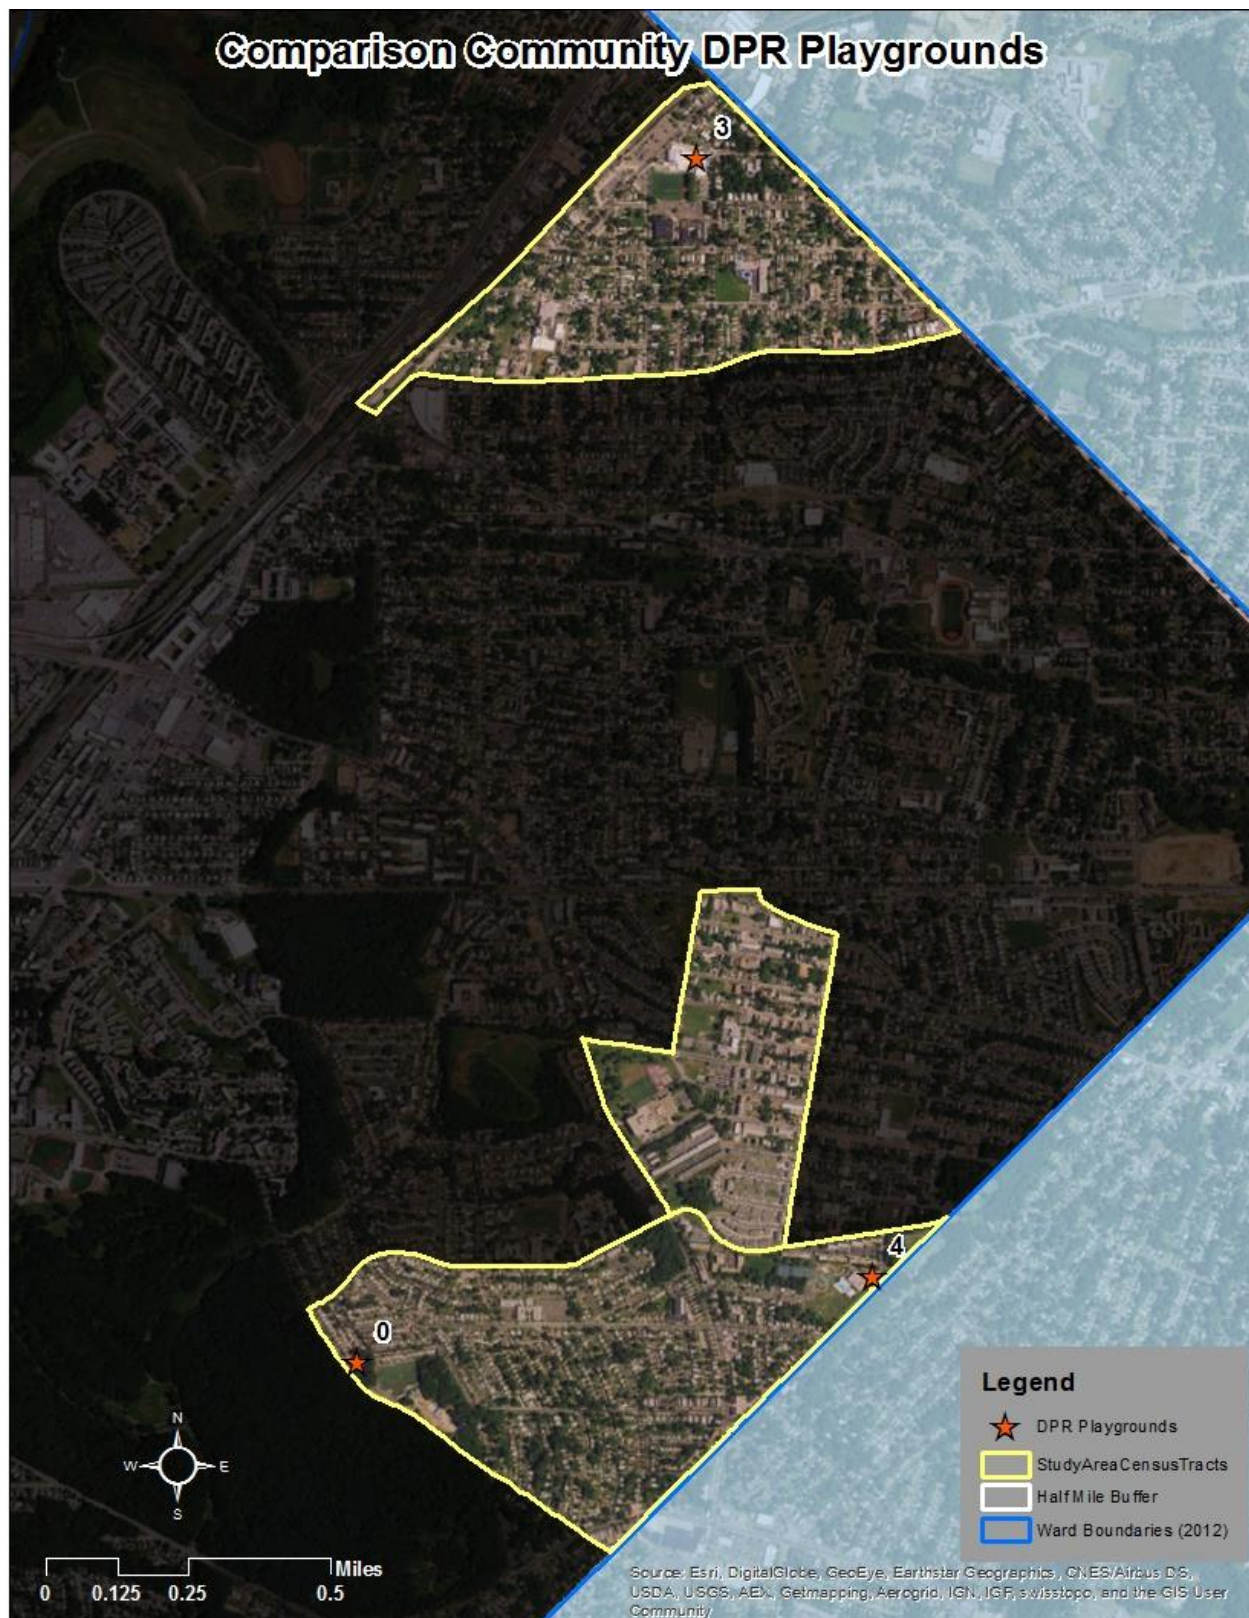 Comparison Community DPR Playgrounds
3
4
0
N
W E
S
Legend
DPR Playgrounds
StudyAreaCensusTracts
Half Mile Buffer
Ward Boundaries (2012)
Miles
0 0.125 0.25 0.5
Source: Esri, DigitalGlobe, GeoEye, Earthstar Geographics, CNES/Airbus DS,
USDA, USGS, AEX, Getmapping, Aerogrid, IGN, IGP, swisstopo, and the GIS User
Community